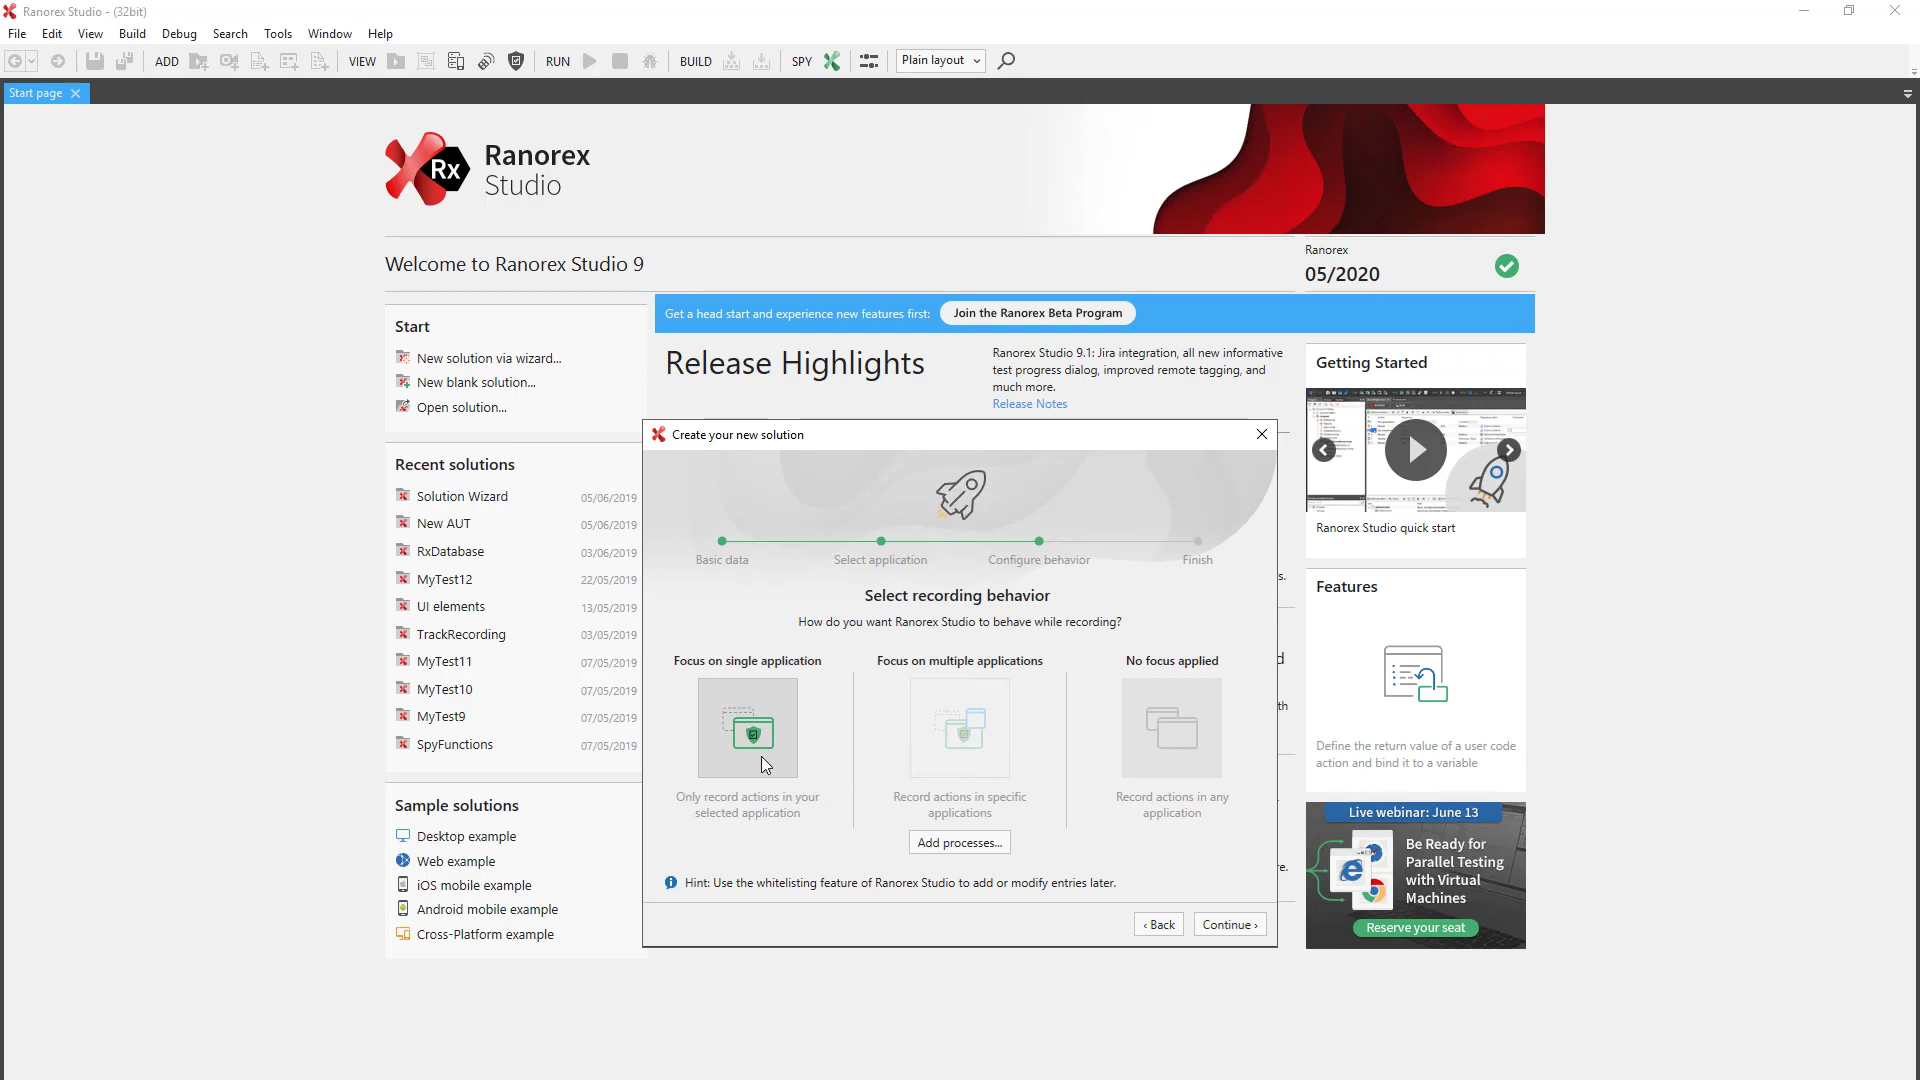 Ranorex Studio - (32bit)
File Edit View Build Debug Search Tools Window Help
ADD VIEW RUN BUILD SPY Plain layout
Start page
Rx Ranorex
Studio
Welcome to Ranorex Studio 9
Ranorex
05/2020
Start
New solution via wizard...
New blank solution...
Open solution...
Get a head start and experience new features first: Join the Ranorex Beta Program
Release Highlights
Ranorex Studio 9.1: Jira integration, all new informative
test progress dialog, improved remote tagging, and
much more.
Release Notes
Recent solutions
Solution Wizard 05/06/2019
New AUT 05/06/2019
RxDatabase 03/06/2019
MyTest12 22/05/2019
UI elements 13/05/2019
TrackRecording 03/05/2019
MyTest11 07/05/2019
MyTest10 07/05/2019
MyTest9 07/05/2019
SpyFunctions 07/05/2019
Sample solutions
Desktop example
Web example
iOS mobile example
Android mobile example
Cross-Platform example
Create your new solution
Basic data Select application Configure behavior Finish
Select recording behavior
How do you want Ranorex Studio to behave while recording?
Focus on single application
Only record actions in your
selected application
Focus on multiple applications
Record actions in specific
applications
Add processes...
No focus applied
Record actions in any
application
Hint: Use the whitelisting feature of Ranorex Studio to add or modify entries later.
‹ Back Continue ›
s.
d
th
re.
Getting Started
Ranorex Studio quick start
Features
Define the return value of a user code
action and bind it to a variable
Live webinar: June 13
Be Ready for
Parallel Testing
with Virtual
Machines
Reserve your seat